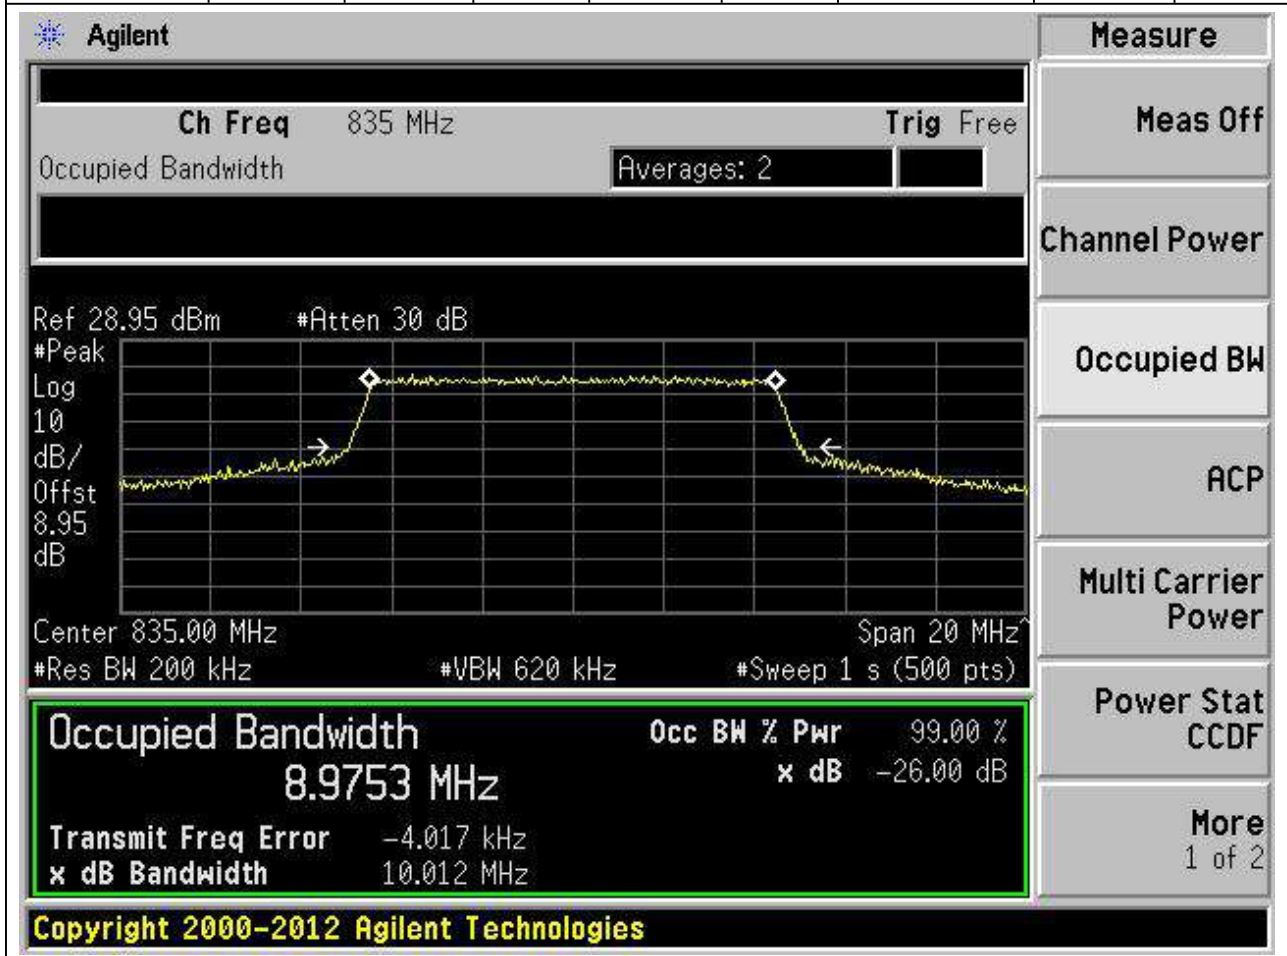 Agilent
Measure
Ch Freq 835 MHz Trig Free
Meas Off
Occupied Bandwidth Averages: 2
Channel Power
Ref 28.95 dBm #Atten 30 dB
#Peak
Log
10
dB/
Offst
8.95
dB
Occupied BW
ACP
Center 835.00 MHz Span 20 MHz^
#Res BW 200 kHz #VBW 620 kHz #Sweep 1 s (500 pts)
Multi Carrier
Power
Occupied Bandwidth
8.9753 MHz
Occ BW % Pwr 99.00 %
x dB -26.00 dB
Transmit Freq Error -4.017 kHz
x dB Bandwidth 10.012 MHz
Power Stat
CCDF
More
1 of 2
Copyright 2000-2012 Agilent Technologies